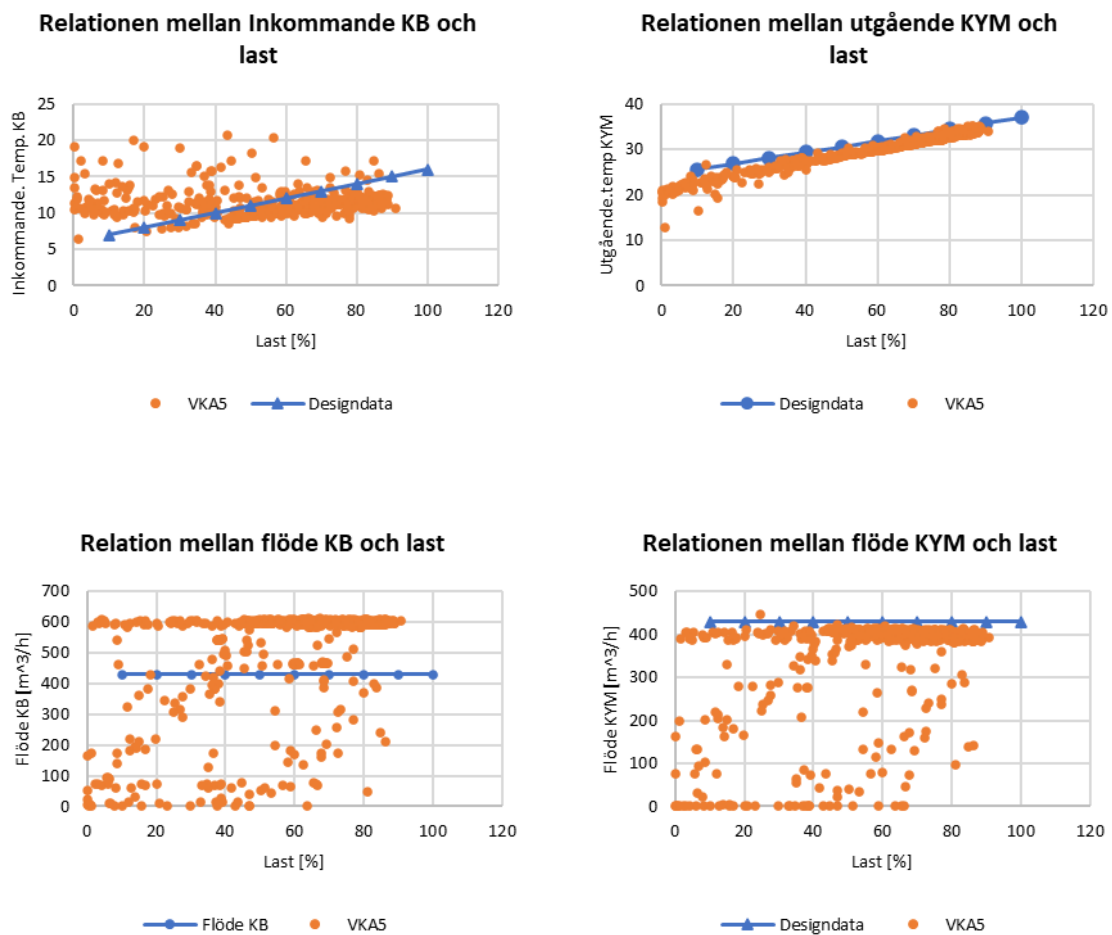 Relationen mellan Inkommande KB och
last
25
20
15
10
5
0
0 20 40 60 80 100 120
Inkommande. Temp. KB
Last [%]
VKA5 Designdata
Relationen mellan utgående KYM och
last
40
30
20
10
0
0 20 40 60 80 100 120
Utgående.temp KYM
Last [%]
Designdata VKA5
Relation mellan flöde KB och last
700
600
500
400
300
200
100
0
0 20 40 60 80 100 120
Flöde KB [m^3/h]
Last [%]
Flöde KB VKA5
Relationen mellan flöde KYM och last
500
400
300
200
100
0
0 20 40 60 80 100 120
Flöde KYM [m^3/h]
Last [%]
Designdata VKA5